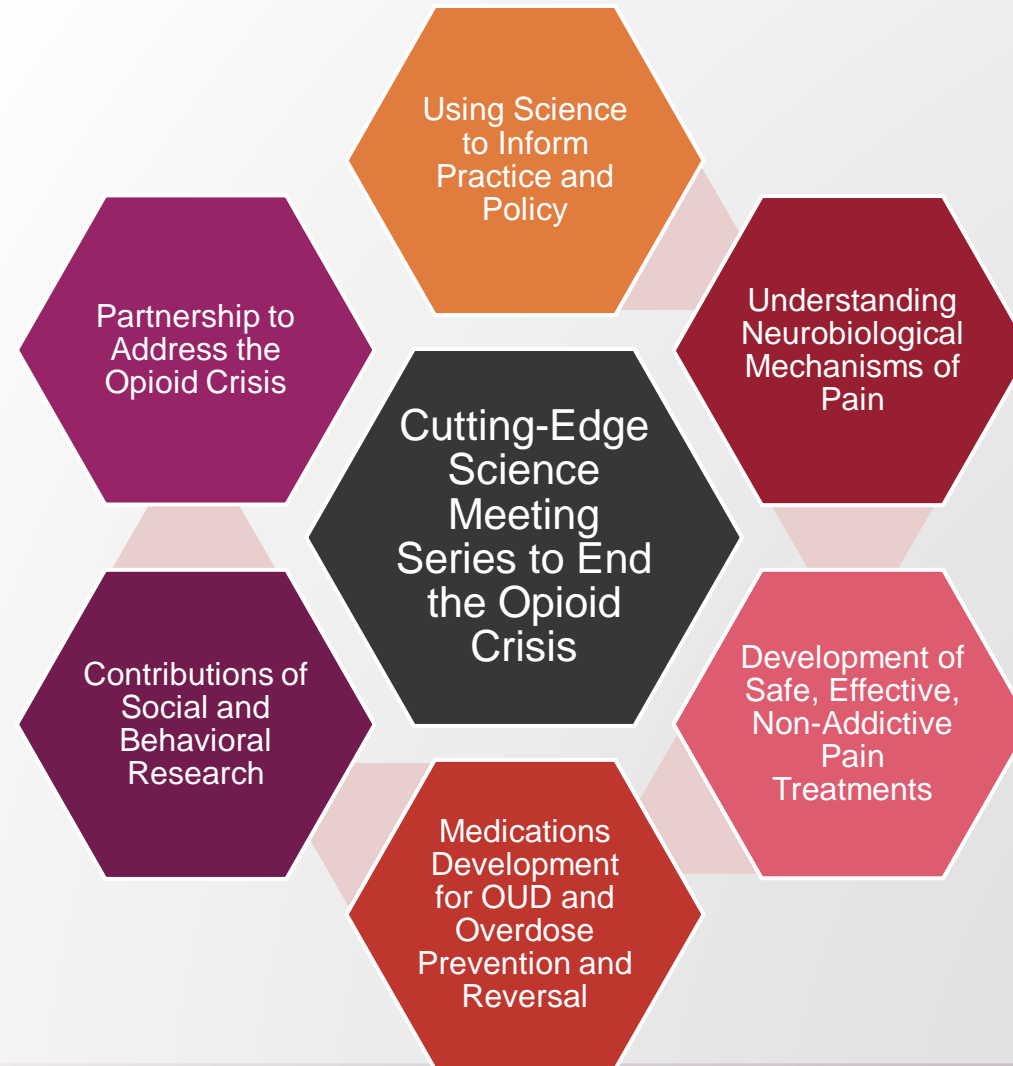 Using Science
to Inform
Practice and
Policy
Partnership to
Address the
Opioid Crisis
Understanding
Neurobiological
Mechanisms of
Pain
Cutting-Edge
Science
Meeting
Series to End
the Opioid
Crisis
Contributions of
Social and
Behavioral
Research
Development of
Safe, Effective,
Non-Addictive
Pain
Treatments
Medications
Development
for OUD and
Overdose
Prevention and
Reversal